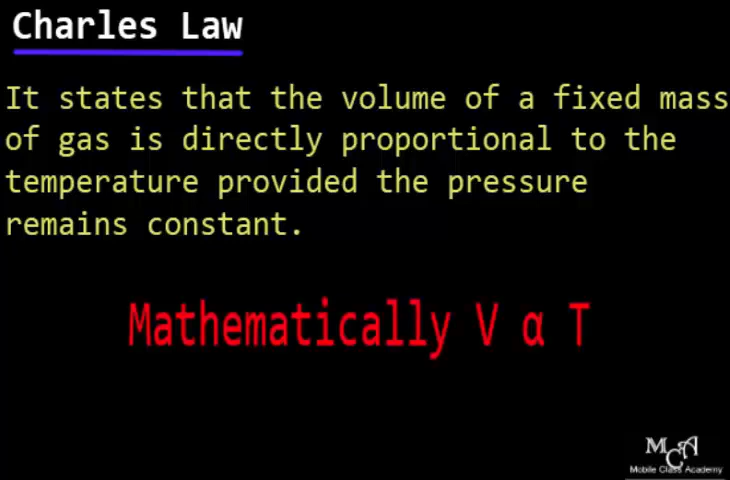 Charles Law
It states that the volume of a fixed mass
of gas is directly proportional to the
temperature provided the pressure
remains constant.
Mathematically V α T
MCA
Mobile Class Academy